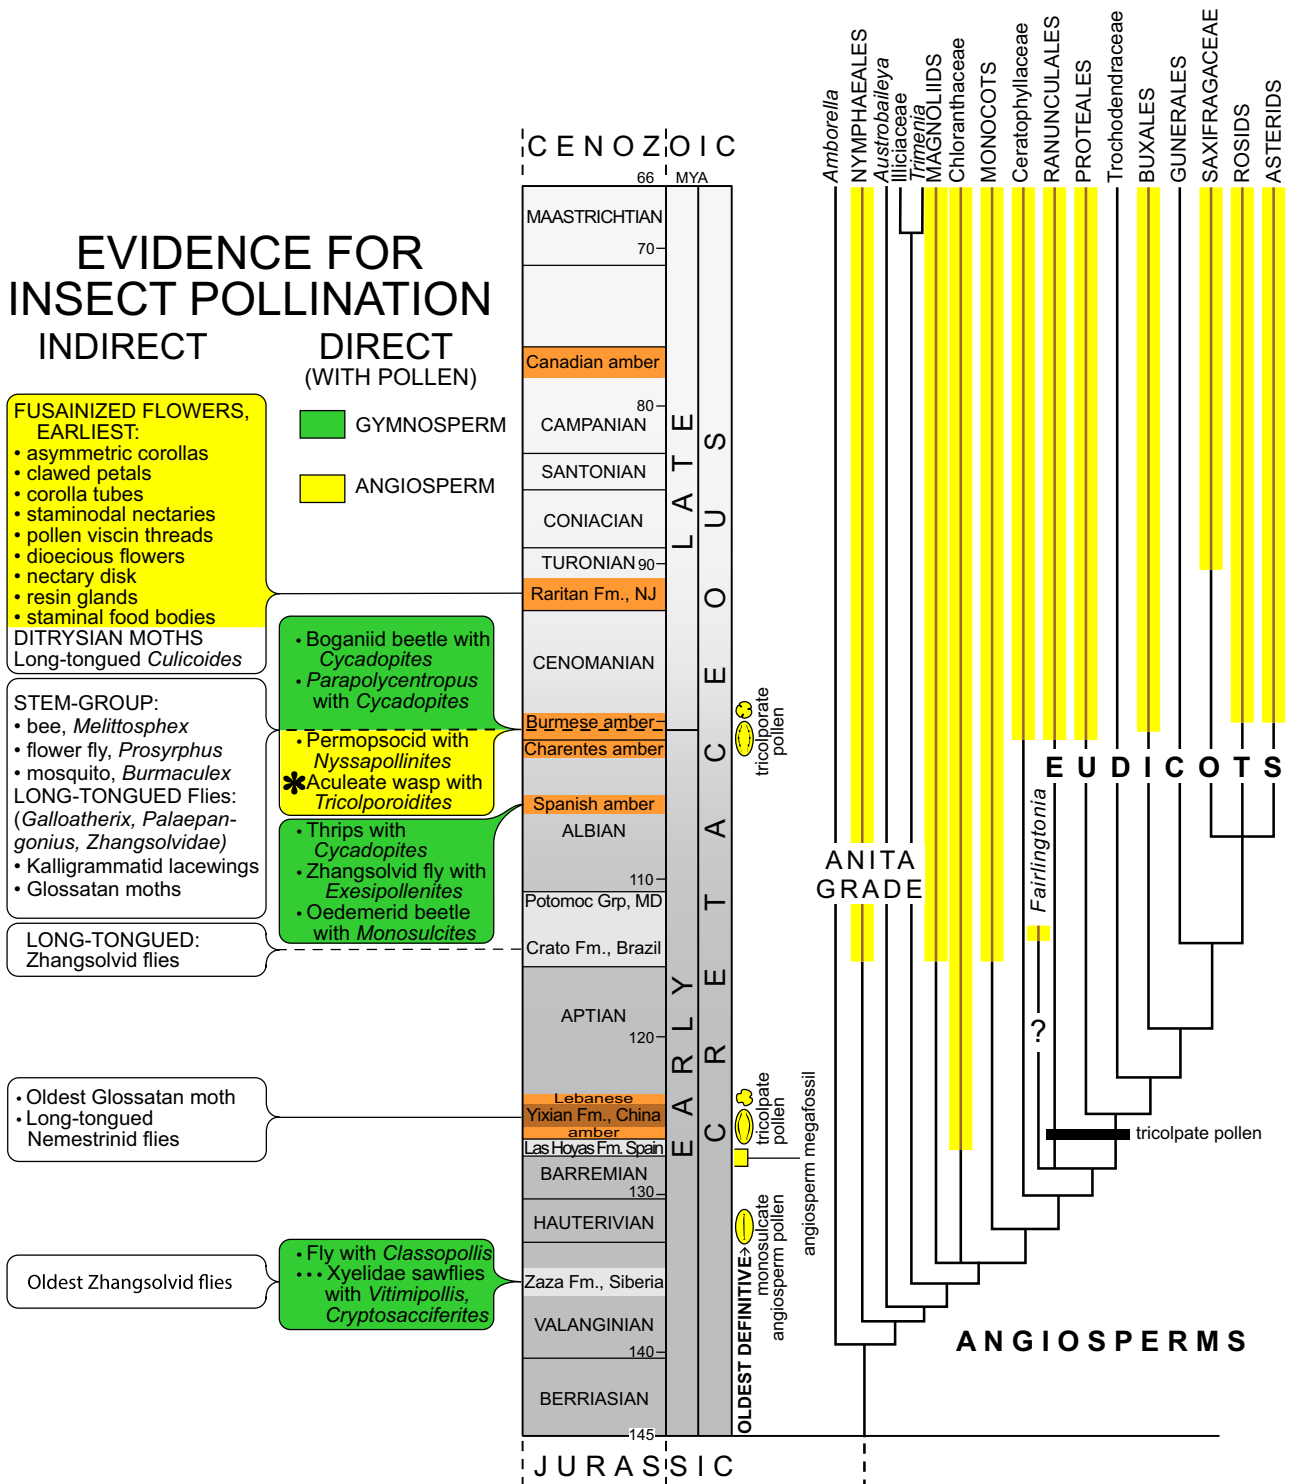 EVIDENCE FOR
INSECT POLLINATION
INDIRECT
DIRECT
(WITH POLLEN)
GYMNOSPERM
ANGIOSPERM
FUSAINIZED FLOWERS,
EARLIEST:
• asymmetric corollas
• clawed petals
• corolla tubes
• staminodal nectaries
• pollen viscin threads
• dioecious flowers
• nectary disk
• resin glands
• staminal food bodies
DITRYSIAN MOTHS
Long-tongued Culicoides
STEM-GROUP:
• bee, Melittosphex
• flower fly, Prosyrphus
• mosquito, Burmaculex
LONG-TONGUED Flies:
(Galloatherix, Palaepan-
gonius, Zhangsolvidae)
• Kalligrammatid lacewings
• Glossatan moths
LONG-TONGUED:
Zhangsolvid flies
• Oldest Glossatan moth
• Long-tongued
Nemestrinid flies
Oldest Zhangsolvid flies
• Boganiid beetle with
Cycadopites
• Parapolycentropus
with Cycadopites
• Permopsocid with
Nyssapollinites
✱Aculeate wasp with
Tricolporoidites
• Thrips with
Cycadopites
• Zhangsolvid fly with
Exesipollenites
• Oedemerid beetle
with Monosulcites
• Fly with Classopollis
••• Xyelidae sawflies
with Vitimipollis,
Cryptosacciferites
CENOZOIC
66 MYA
MAASTRICHTIAN
70
Canadian amber
80
CAMPANIAN
SANTONIAN
CONIACIAN
TURONIAN 90
Raritan Fm., NJ
CENOMANIAN
Burmese amber
Charentes amber
Spanish amber
ALBIAN
110
Potomoc Grp, MD
Crato Fm., Brazil
APTIAN
120
Lebanese
Yixian Fm., China
amber
Las Hoyas Fm. Spain
BARREMIAN
130
HAUTERIVIAN
Zaza Fm., Siberia
VALANGINIAN
140
BERRIASIAN
145
JURASSIC
LATE
EARLY
CRETACEOUS
tricolporate
pollen
tricolpate
pollen
angiosperm megafossil
OLDEST DEFINITIVE→
monosulcate
angiosperm pollen
Amborella
NYMPHAEALES
Austrobaileya
Illiciaceae
Trimenia
MAGNOLIIDS
Chloranthaceae
MONOCOTS
Ceratophyllaceae
RANUNCULALES
PROTEALES
Trochodendraceae
BUXALES
GUNERALES
SAXIFRAGACEAE
ROSIDS
ASTERIDS
EUDICOTS
ANITA
GRADE
Fairlingtonia
?
tricolpate pollen
ANGIOSPERMS